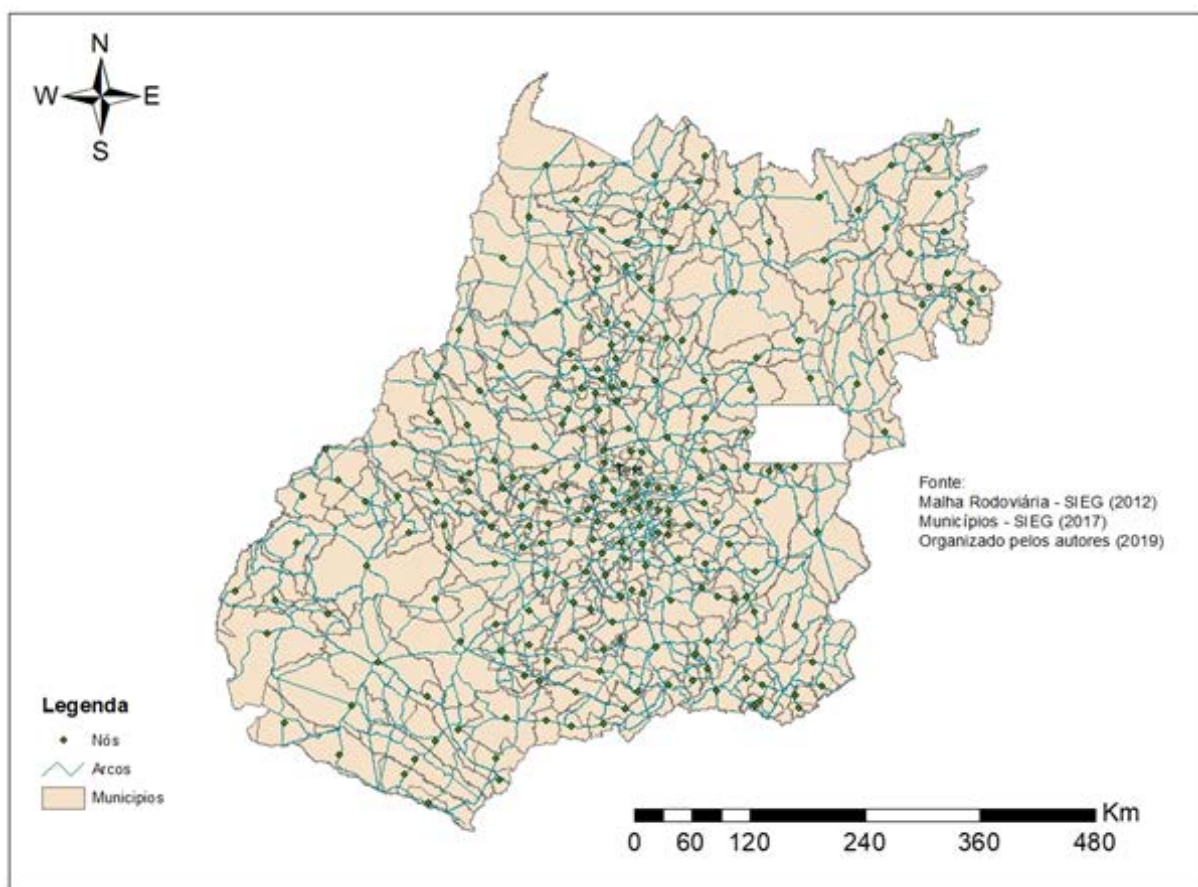 N
W E
S
Fonte:
Malha Rodoviária - SIEG (2012)
Municípios - SIEG (2017)
Organizado pelos autores (2019)
Legenda
Nós
Arcos
Municipios
Km
0 60 120 240 360 480